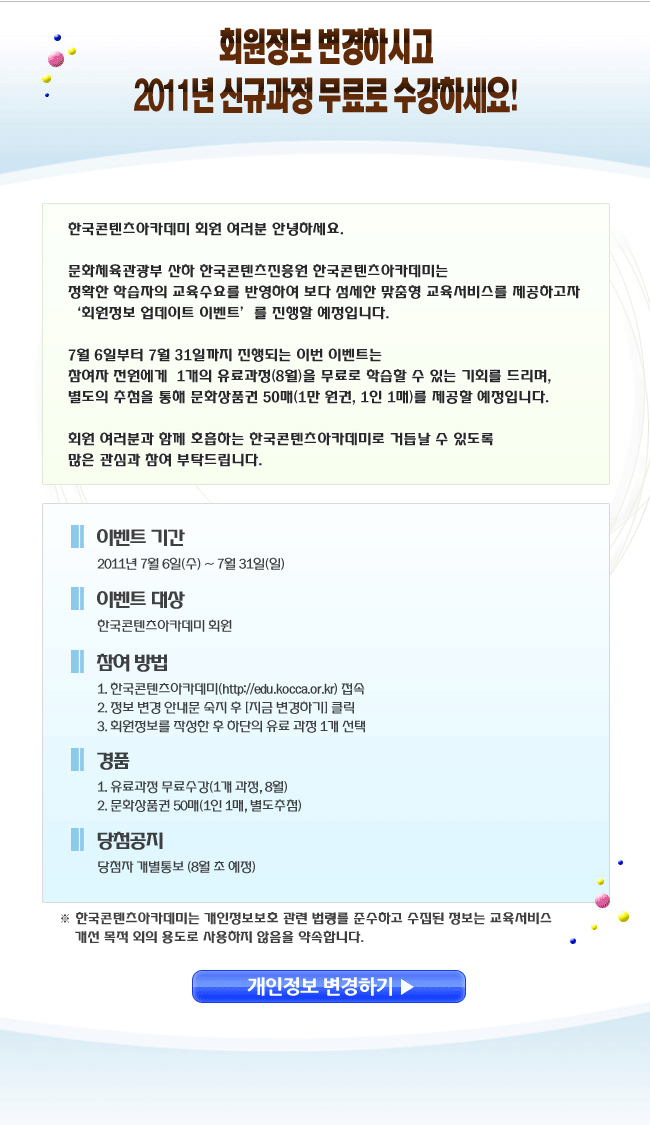 회원정보 변경하시고
2011년 신규과정 무료로 수강하세요!
한국콘텐츠아카데미 회원 여러분 안녕하세요.
문화체육관광부 산하 한국콘텐츠진흥원 한국콘텐츠아카데미는
정확한 학습자의 교육수요를 반영하여 보다 섬세한 맞춤형 교육서비스를 제공하고자
‘회원정보 업데이트 이벤트’ 를 진행할 예정입니다.
7월 6일부터 7월 31일까지 진행되는 이번 이벤트는
참여자 전원에게 1개의 유료과정(8월)을 무료로 학습할 수 있는 기회를 드리며,
별도의 추첨을 통해 문화상품권 50매(1만 원권, 1인 1매)를 제공할 예정입니다.
회원 여러분과 함께 호흡하는 한국콘텐츠아카데미로 거듭날 수 있도록
많은 관심과 참여 부탁드립니다.
이벤트 기간
2011년 7월 6일(수) ~ 7월 31일(일)
이벤트 대상
한국콘텐츠아카데미 회원
참여 방법
1. 한국콘텐츠아카데미(http://edu.kocca.or.kr) 접속
2. 정보 변경 안내문 숙지 후 [지금 변경하기] 클릭
3. 회원정보를 작성한 후 하단의 유료 과정 1개 선택
경품
1. 유료과정 무료수강(1개 과정, 8월)
2. 문화상품권 50매(1인 1매, 별도추첨)
당첨공지
당첨자 개별통보 (8월 초 예정)
※ 한국콘텐츠아카데미는 개인정보보호 관련 법령를 준수하고 수집된 정보는 교육서비스
개선 목적 외의 용도로 사용하지 않음을 약속합니다.
개인정보 변경하기 ▶